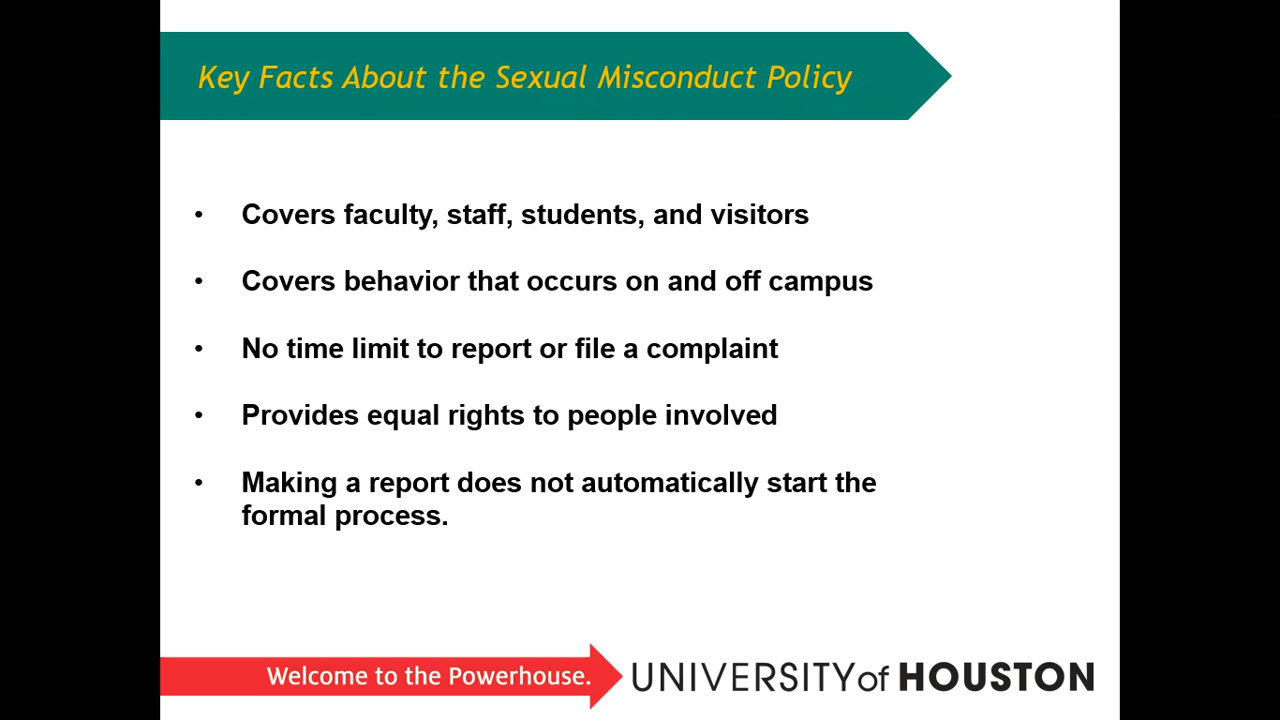 Key Facts About the Sexual Misconduct Policy
• Covers faculty, staff, students, and visitors
• Covers behavior that occurs on and off campus
• No time limit to report or file a complaint
• Provides equal rights to people involved
• Making a report does not automatically start the
formal process.
Welcome to the Powerhouse.
UNIVERSITY of HOUSTON